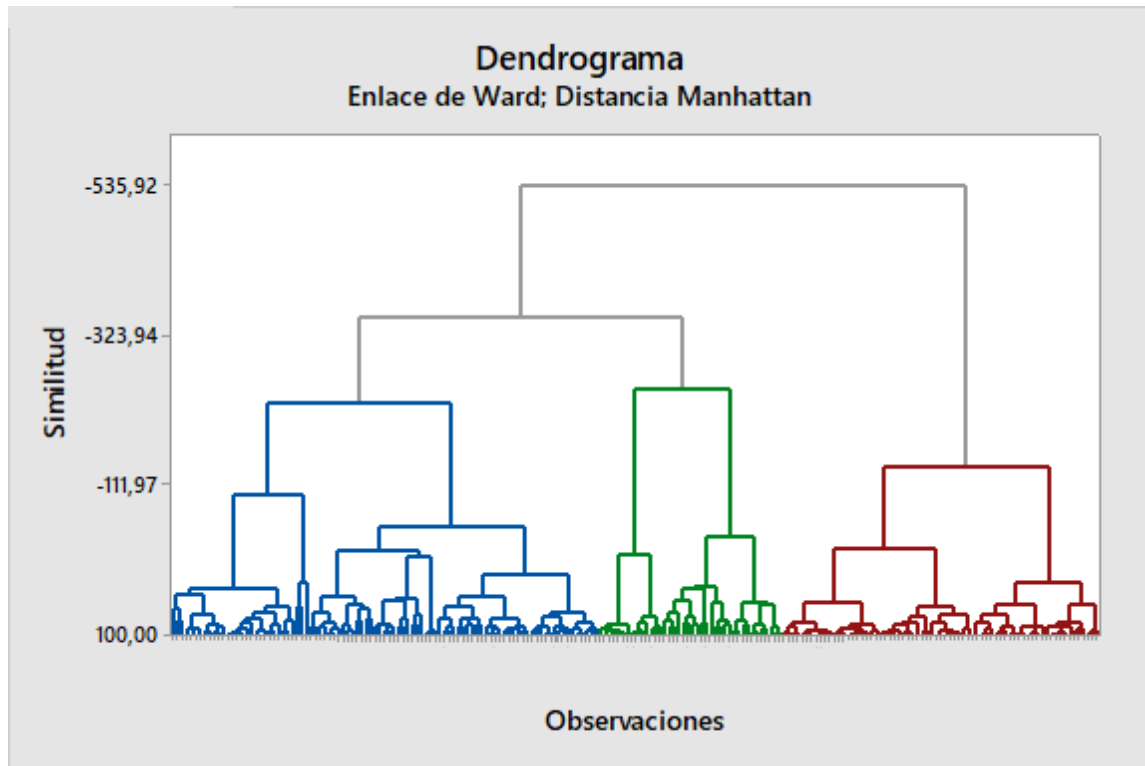 Dendrograma
Enlace de Ward; Distancia Manhattan
-535,92
-323,94
-111,97
100,00
Similitud
Observaciones